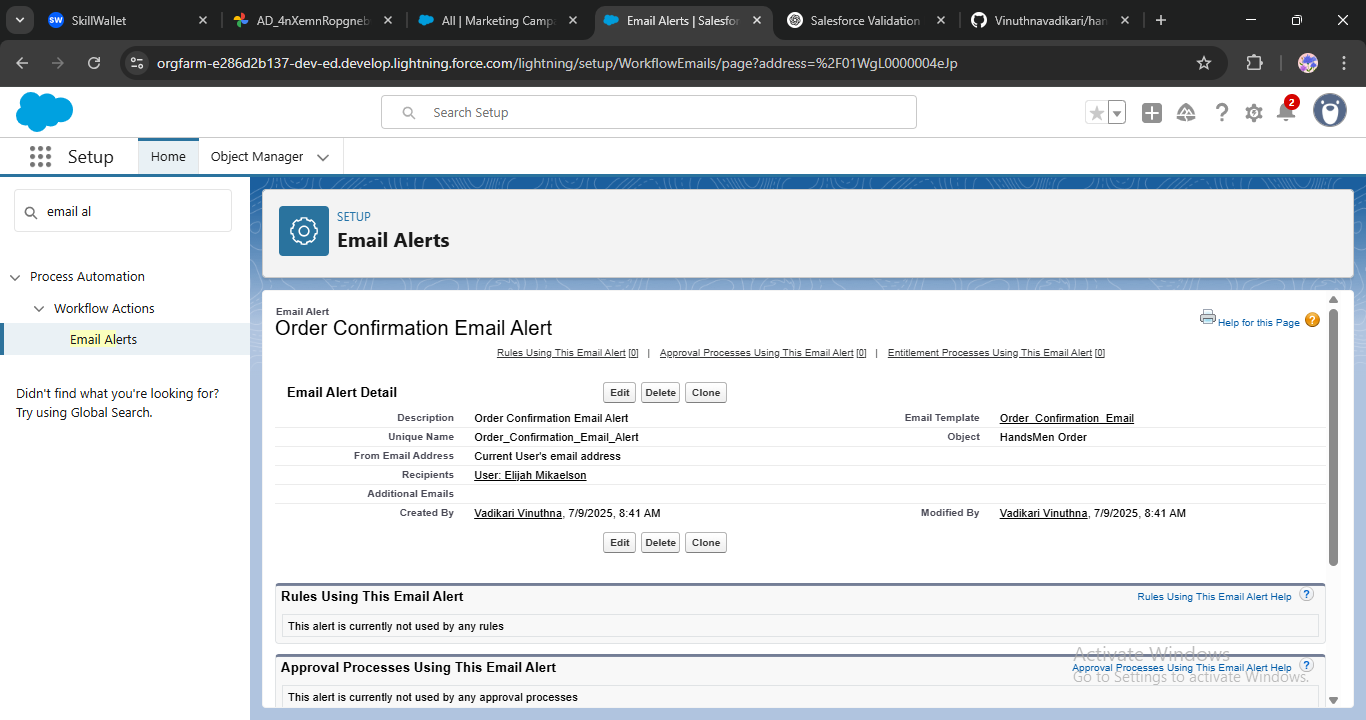 SW SkillWallet
AD_4nXemnRopgneb
All | Marketing Camp
Email Alerts | Salesfor
Salesforce Validation
Vinuthnavadikari/han
orgfarm-e286d2b137-dev-ed.develop.lightning.force.com/lightning/setup/WorkflowEmails/page?address=%2F01WgL0000004eJp
Search Setup
2
Setup
Home
Object Manager
email al
Process Automation
Workflow Actions
Email Alerts
Didn't find what you're looking for?
Try using Global Search.
SETUP
Email Alerts
Email Alert
Order Confirmation Email Alert
Help for this Page ?
Rules Using This Email Alert [0] | Approval Processes Using This Email Alert [0] | Entitlement Processes Using This Email Alert [0]
Email Alert Detail
Edit Delete Clone
Description Order Confirmation Email Alert Email Template Order_Confirmation_Email
Unique Name Order_Confirmation_Email_Alert Object HandsMen Order
From Email Address Current User's email address
Recipients User: Elijah Mikaelson
Additional Emails
Created By Vadikari Vinuthna, 7/9/2025, 8:41 AM Modified By Vadikari Vinuthna, 7/9/2025, 8:41 AM
Edit Delete Clone
Rules Using This Email Alert
Rules Using This Email Alert Help ?
This alert is currently not used by any rules
Approval Processes Using This Email Alert
Approval Processes Using This Email Alert Help ?
This alert is currently not used by any approval processes
Activate Windows
Go to Settings to activate Windows.